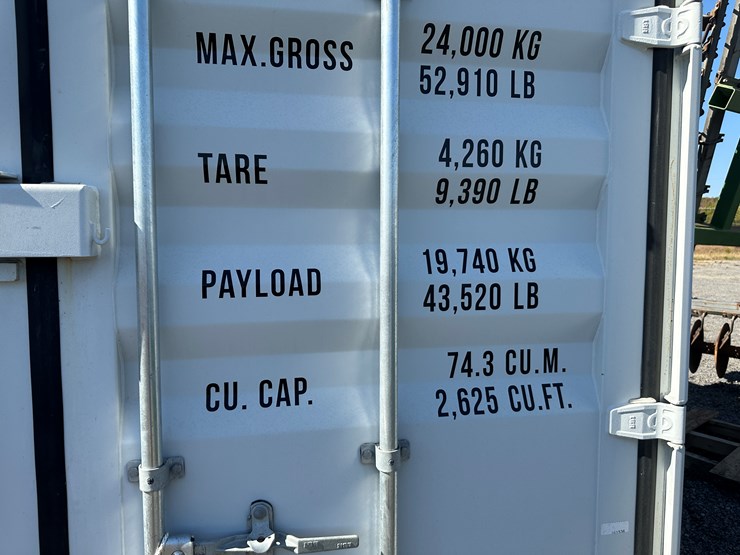 MAX.GROSS 24,000 KG
52,910 LB
TARE 4,260 KG
9,390 LB
PAYLOAD 19,740 KG
43,520 LB
CU. CAP. 74.3 CU.M.
2,625 CU.FT.